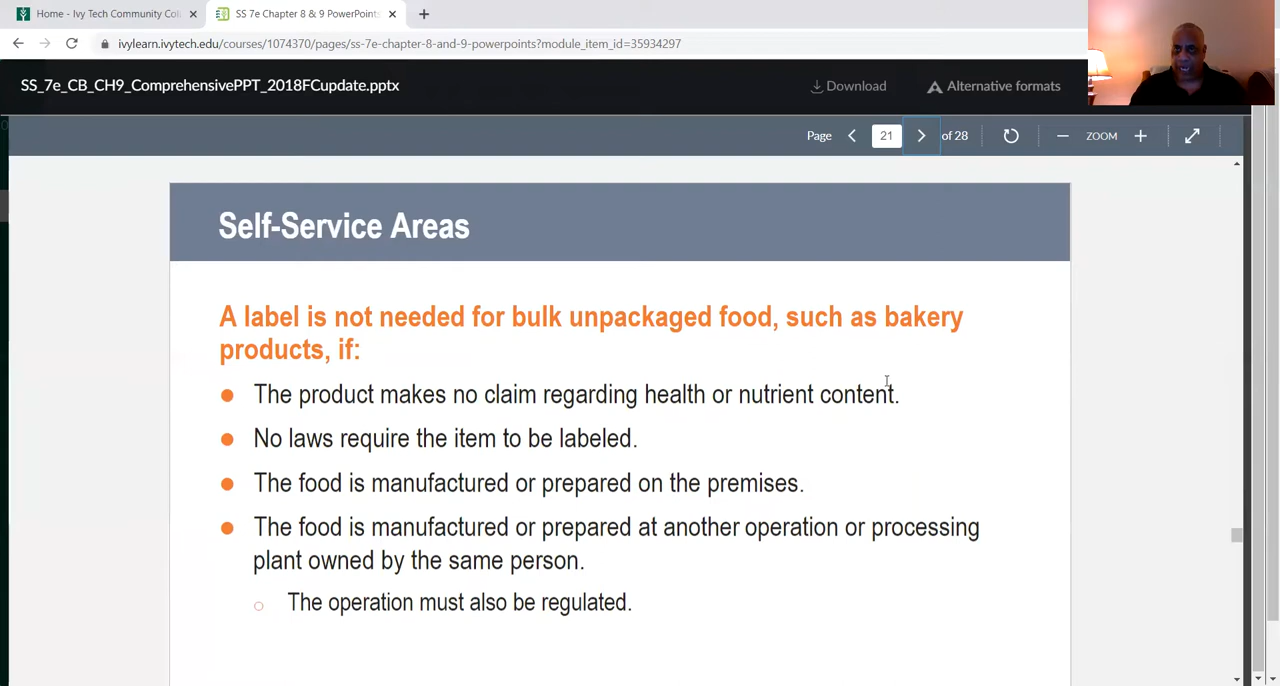 Home - Ivy Tech Community Coll
SS 7e Chapter 8 & 9 PowerPoints
ivylearn.ivytech.edu/courses/1074370/pages/ss-7e-chapter-8-and-9-powerpoints?module_item_id=35934297
SS_7e_CB_CH9_ComprehensivePPT_2018FCupdate.pptx
Download
Alternative formats
Page 21 of 28
ZOOM
Self-Service Areas
A label is not needed for bulk unpackaged food, such as bakery
products, if:
The product makes no claim regarding health or nutrient content.
No laws require the item to be labeled.
The food is manufactured or prepared on the premises.
The food is manufactured or prepared at another operation or processing
plant owned by the same person.
The operation must also be regulated.